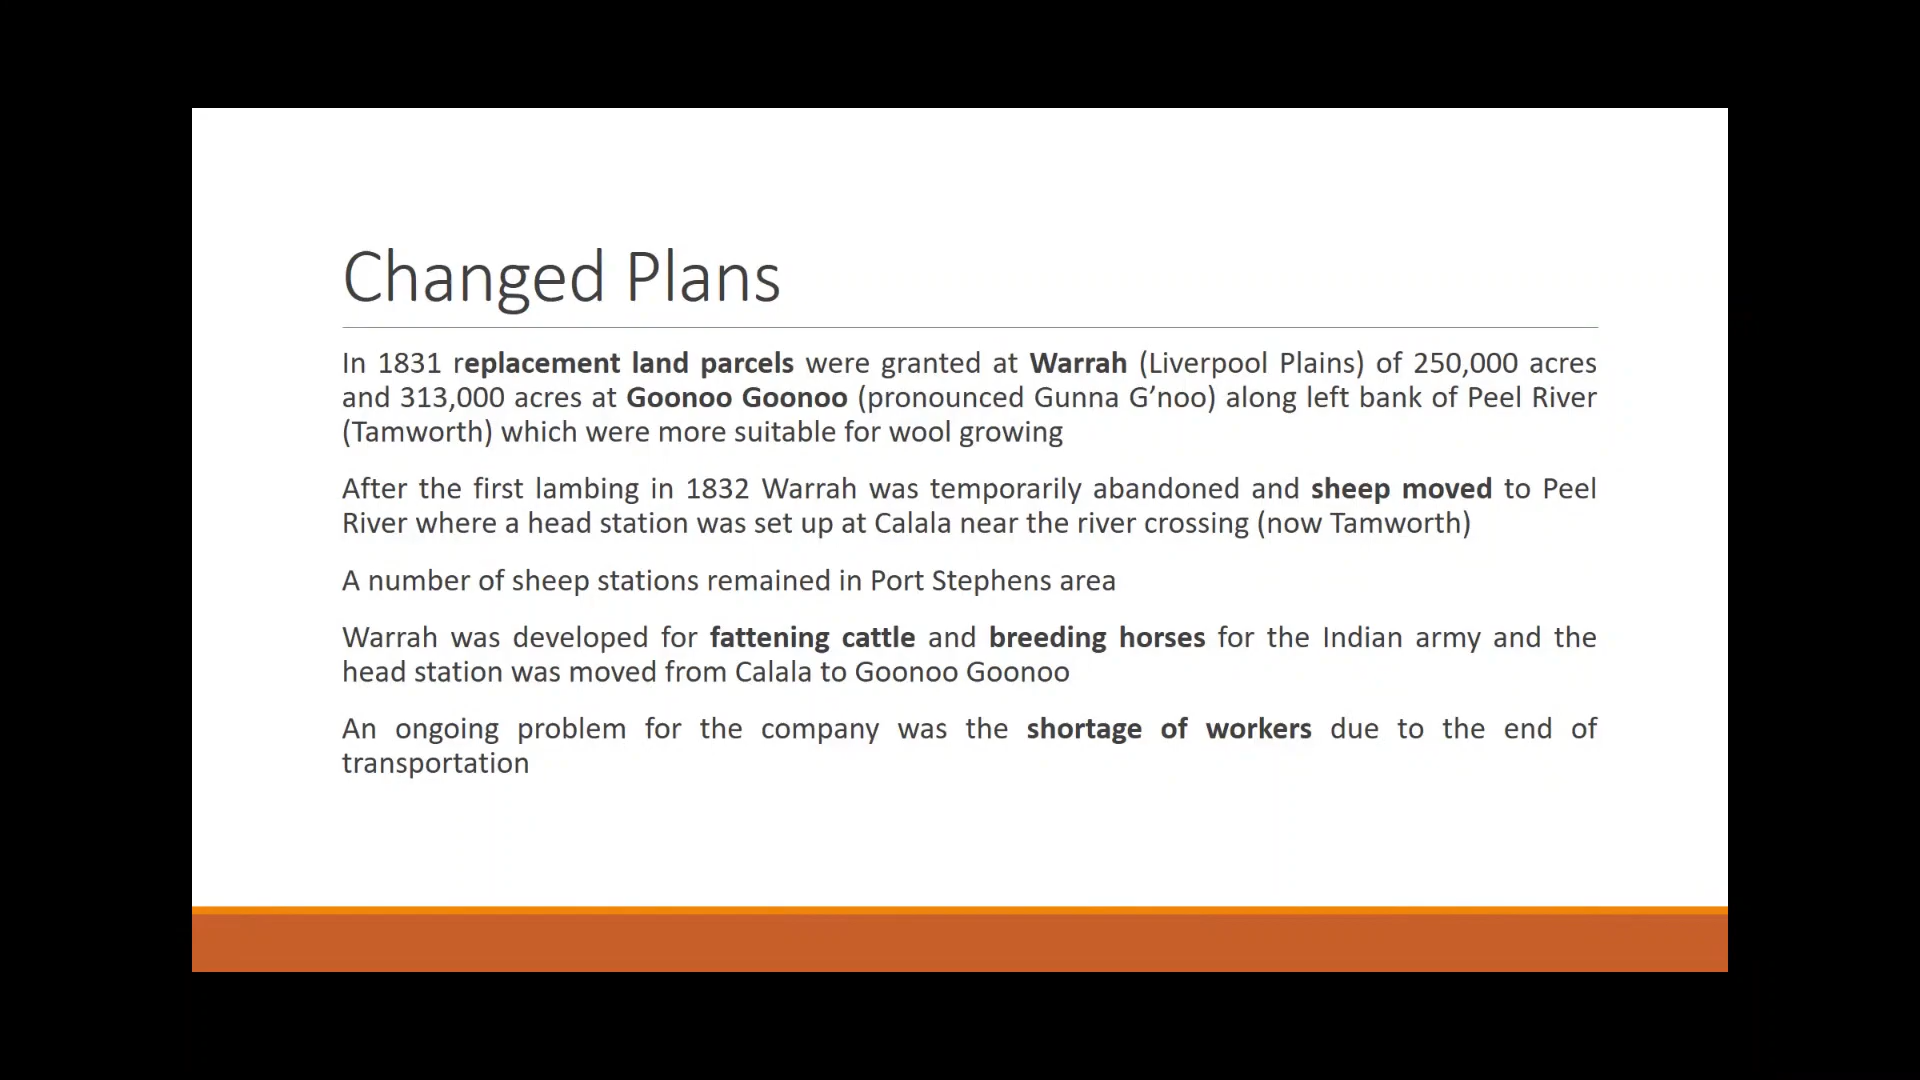 Changed Plans
In 1831 replacement land parcels were granted at Warrah (Liverpool Plains) of 250,000 acres
and 313,000 acres at Goonoo Goonoo (pronounced Gunna G’noo) along left bank of Peel River
(Tamworth) which were more suitable for wool growing
After the first lambing in 1832 Warrah was temporarily abandoned and sheep moved to Peel
River where a head station was set up at Calala near the river crossing (now Tamworth)
A number of sheep stations remained in Port Stephens area
Warrah was developed for fattening cattle and breeding horses for the Indian army and the
head station was moved from Calala to Goonoo Goonoo
An ongoing problem for the company was the shortage of workers due to the end of
transportation